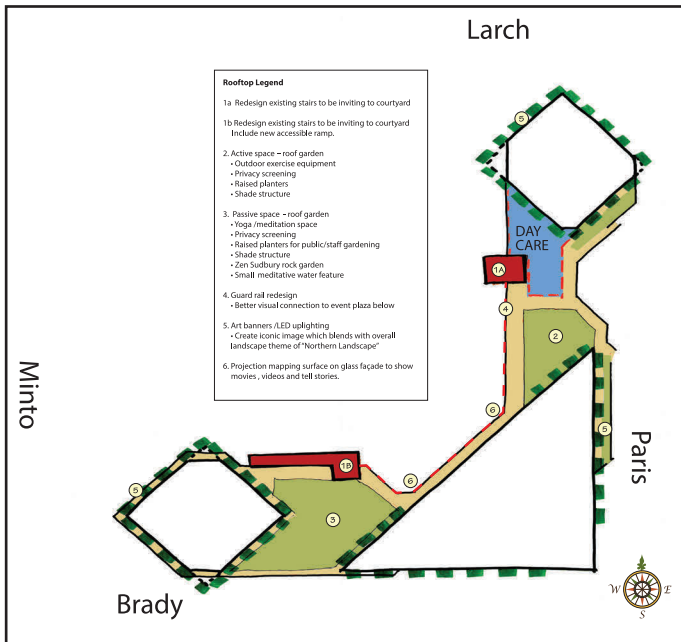 Larch
Rooftop Legend
1a Redesign existing stairs to be inviting to courtyard
1b Redesign existing stairs to be inviting to courtyard
Include new accessible ramp.
2. Active space – roof garden
• Outdoor exercise equipment
• Privacy screening
• Raised planters
• Shade structure
3. Passive space – roof garden
• Yoga /meditation space
• Privacy screening
• Raised planters for public/staff gardening
• Shade structure
• Zen Sudbury rock garden
• Small meditative water feature
4. Guard rail redesign
• Better visual connection to event plaza below
5. Art banners /LED uplighting
• Create iconic image which blends with overall
landscape theme of "Northern Landscape"
6. Projection mapping surface on glass façade to show
movies , videos and tell stories.
5
DAY
CARE
1A
4
2
6
5
Minto
Paris
1B
6
5
3
Brady
W
E
S